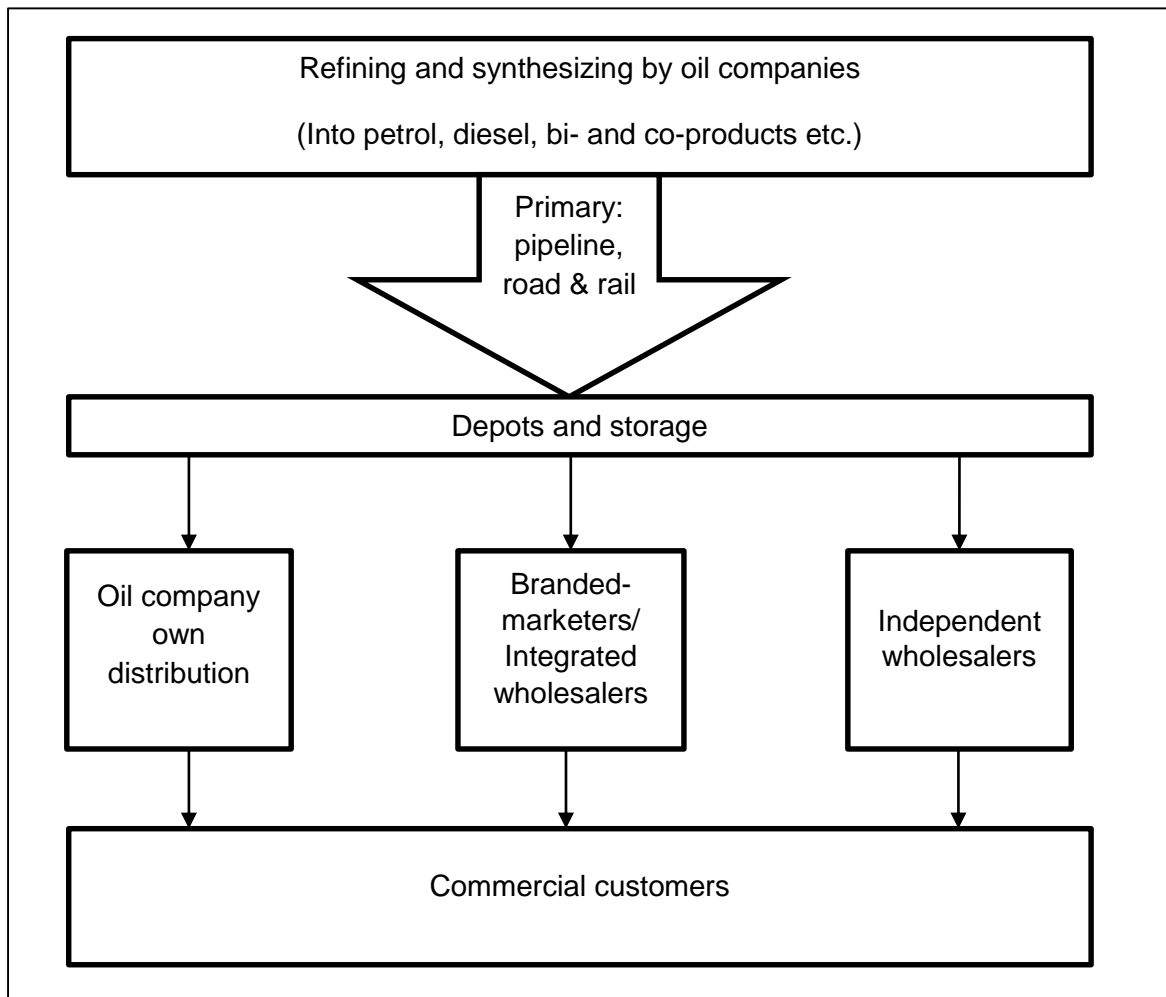 Refining and synthesizing by oil companies
(Into petrol, diesel, bi- and co-products etc.)
Primary:
pipeline,
road & rail
Depots and storage
Oil company
own
distribution
Branded-
marketers/
Integrated
wholesalers
Independent
wholesalers
Commercial customers